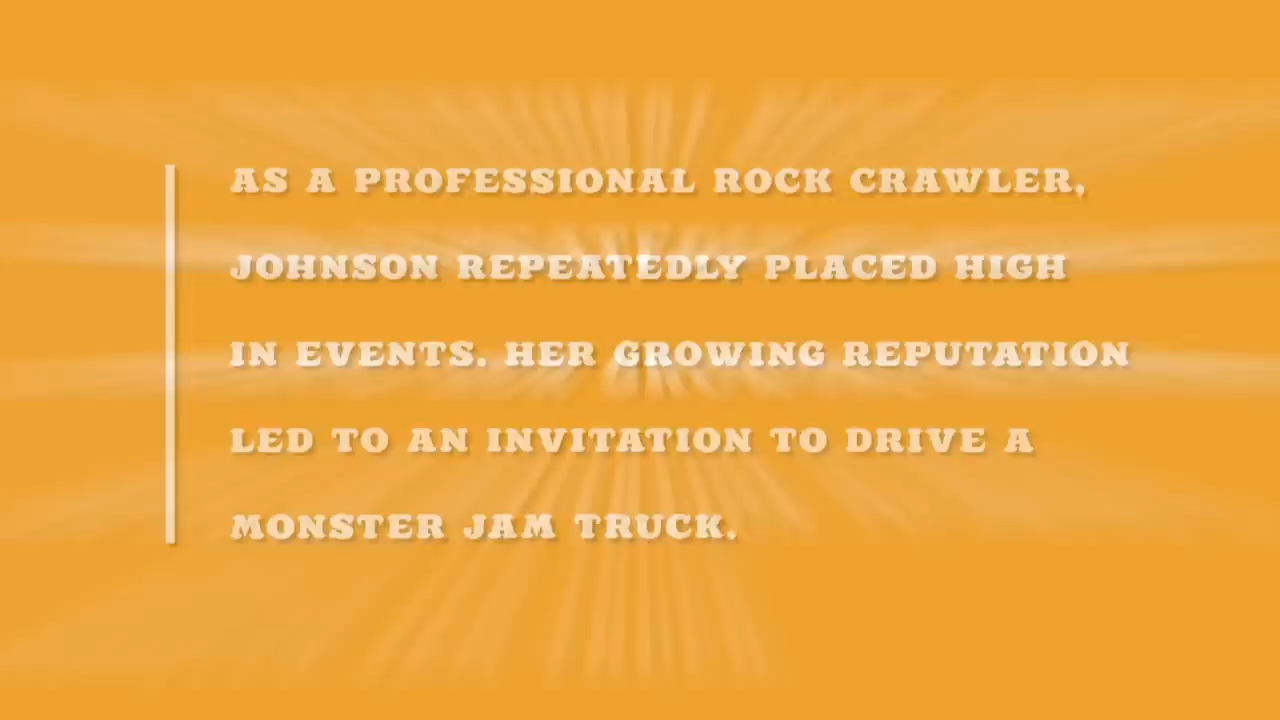 AS A PROFESSIONAL ROCK CRAWLER,
JOHNSON REPEATEDLY PLACED HIGH
IN EVENTS. HER GROWING REPUTATION
LED TO AN INVITATION TO DRIVE A
MONSTER JAM TRUCK.